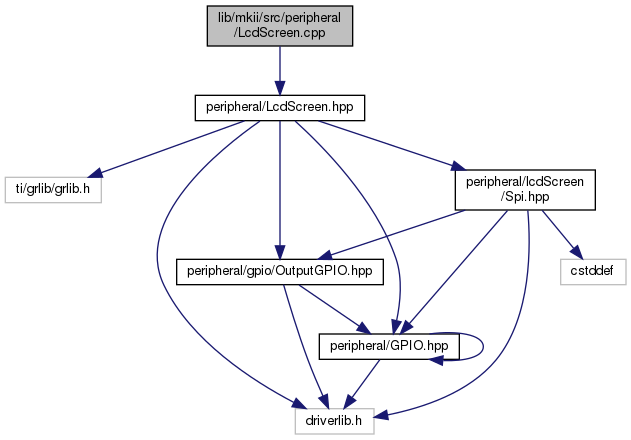 lib/mkii/src/peripheral
/LcdScreen.cpp
peripheral/LcdScreen.hpp
ti/grlib/grlib.h
peripheral/lcdScreen
/Spi.hpp
peripheral/gpio/OutputGPIO.hpp
cstddef
peripheral/GPIO.hpp
driverlib.h